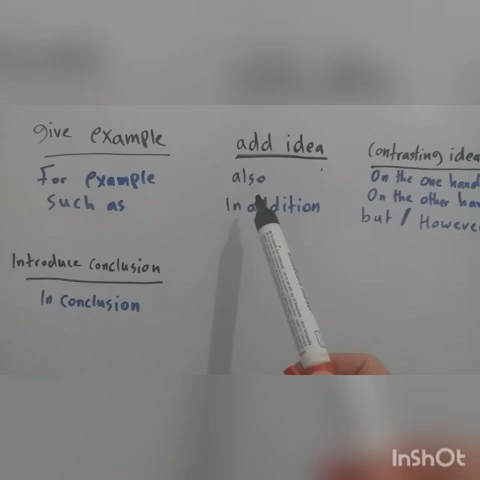 give example
For example
such as
add idea
also
In addition
Contrasting idea
On the one hand
On the other
but / However
Introduce conclusion
In conclusion
InShOt